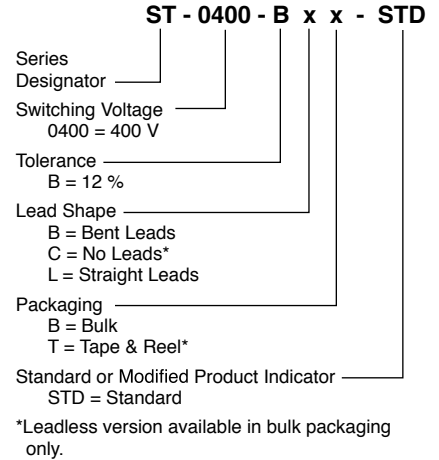 ST - 0400 - B x x - STD
Series
Designator
Switching Voltage
0400 = 400 V
Tolerance
B = 12 %
Lead Shape
B = Bent Leads
C = No Leads*
L = Straight Leads
Packaging
B = Bulk
T = Tape & Reel*
Standard or Modified Product Indicator
STD = Standard
*Leadless version available in bulk packaging
only.